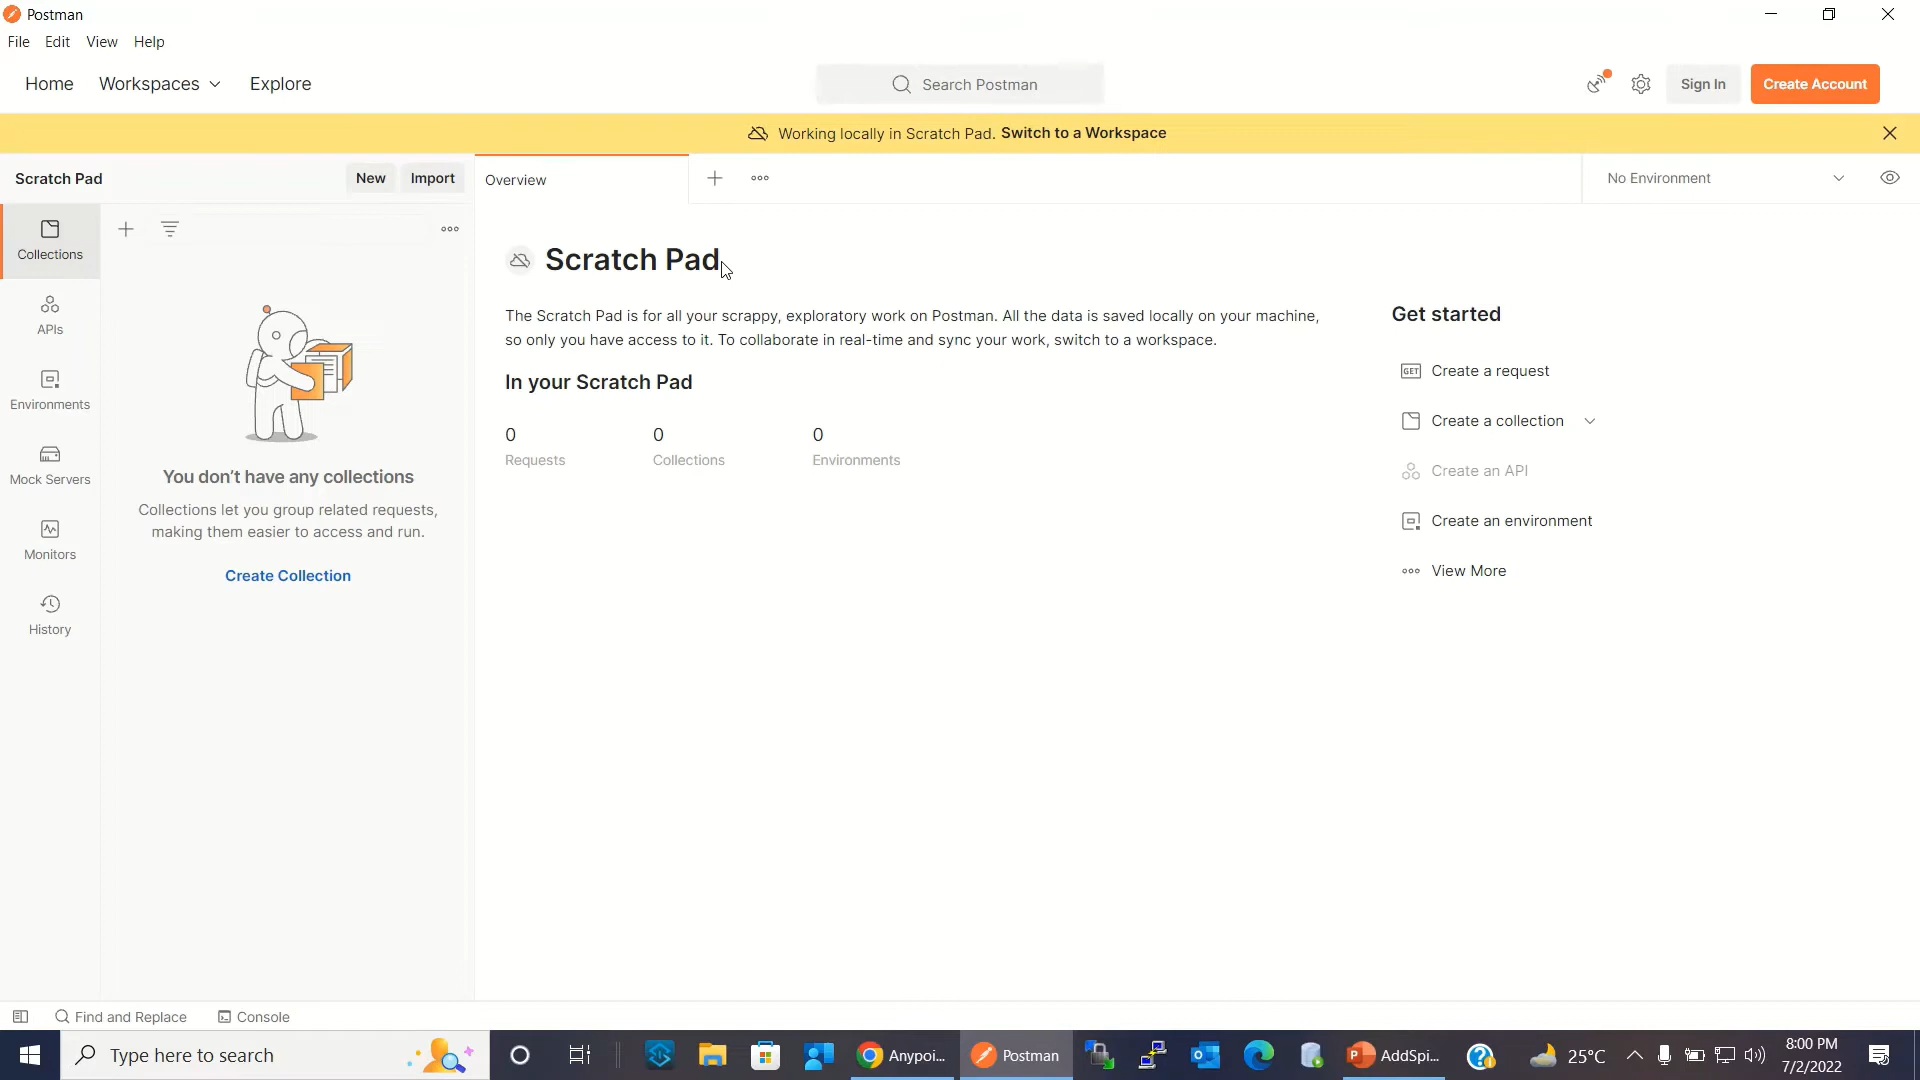 Postman
File Edit View Help
Home Workspaces Explore
Search Postman
Sign In
Create Account
Working locally in Scratch Pad. Switch to a Workspace
Scratch Pad
New
Import
Overview
No Environment
Collections
APIs
Environments
Mock Servers
Monitors
History
You don’t have any collections
Collections let you group related requests,
making them easier to access and run.
Create Collection
Scratch Pad
The Scratch Pad is for all your scrappy, exploratory work on Postman. All the data is saved locally on your machine,
so only you have access to it. To collaborate in real-time and sync your work, switch to a workspace.
In your Scratch Pad
0 0 0
Requests Collections Environments
Get started
GET Create a request
Create a collection
Create an API
Create an environment
View More
Find and Replace
Console
Type here to search
Anypoi...
Postman
AddSpi...
25°C
8:00 PM
7/2/2022